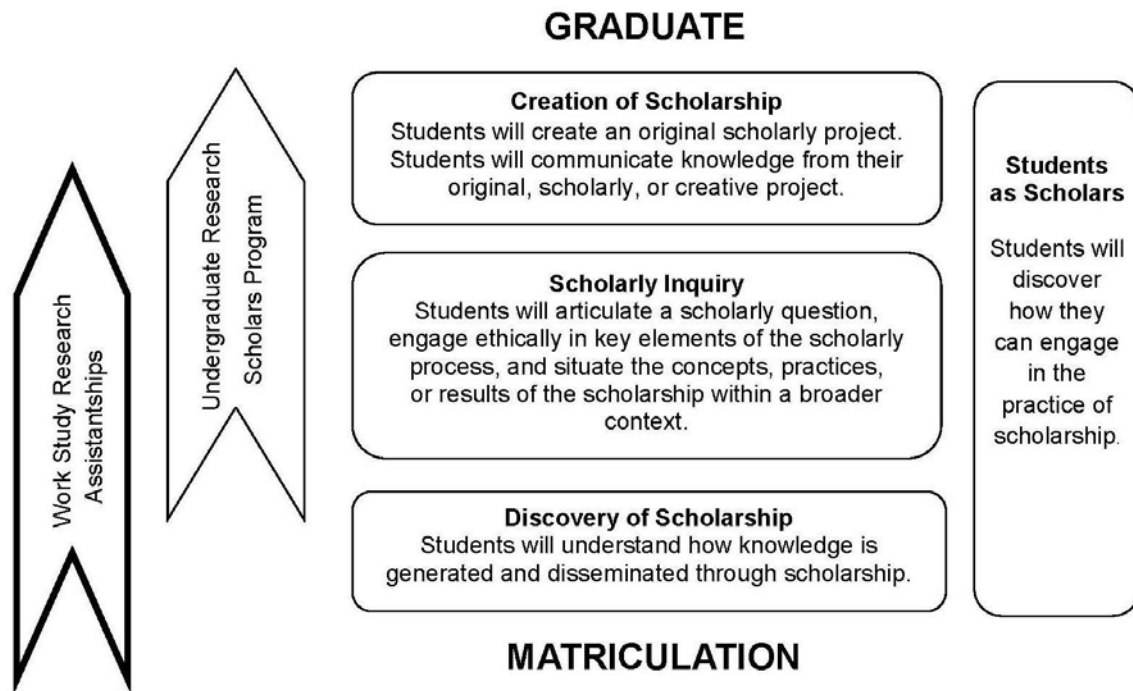 GRADUATE
Work Study Research
Assistantships
Undergraduate Research
Scholars Program
Creation of Scholarship
Students will create an original scholarly project.
Students will communicate knowledge from their
original, scholarly, or creative project.
Scholarly Inquiry
Students will articulate a scholarly question,
engage ethically in key elements of the scholarly
process, and situate the concepts, practices,
or results of the scholarship within a broader
context.
Discovery of Scholarship
Students will understand how knowledge is
generated and disseminated through scholarship.
Students
as Scholars
Students will
discover
how they
can engage
in the
practice of
scholarship.
MATRICULATION